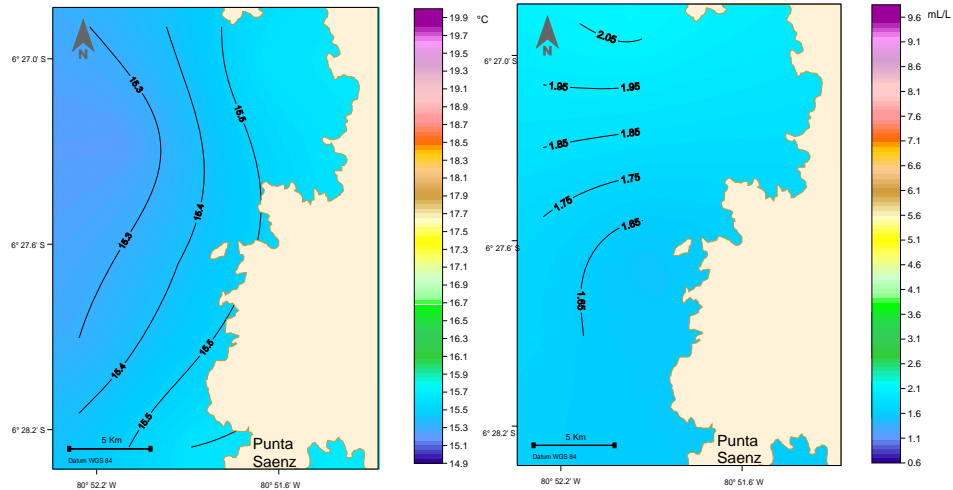 N
15.3
15.5
15.4
15.3
15.4
15.5
15.5
6° 27.0' S
6° 27.6' S
6° 28.2' S
5 Km
Datum WGS 84
Punta
Saenz
80° 52.2' W
80° 51.6' W
°C
19.9
19.7
19.5
19.3
19.1
18.9
18.7
18.5
18.3
18.1
17.9
17.7
17.5
17.3
17.1
16.9
16.7
16.5
16.3
16.1
15.9
15.7
15.5
15.3
15.1
14.9
N
2.05
1.95
1.95
1.85
1.85
1.75
1.75
1.65
1.65
6° 27.0' S
6° 27.6' S
6° 28.2' S
5 Km
Datum WGS 84
Punta
Saenz
80° 52.2' W
80° 51.6' W
mL/L
9.6
9.1
8.6
8.1
7.6
7.1
6.6
6.1
5.6
5.1
4.6
4.1
3.6
3.1
2.6
2.1
1.6
1.1
0.6